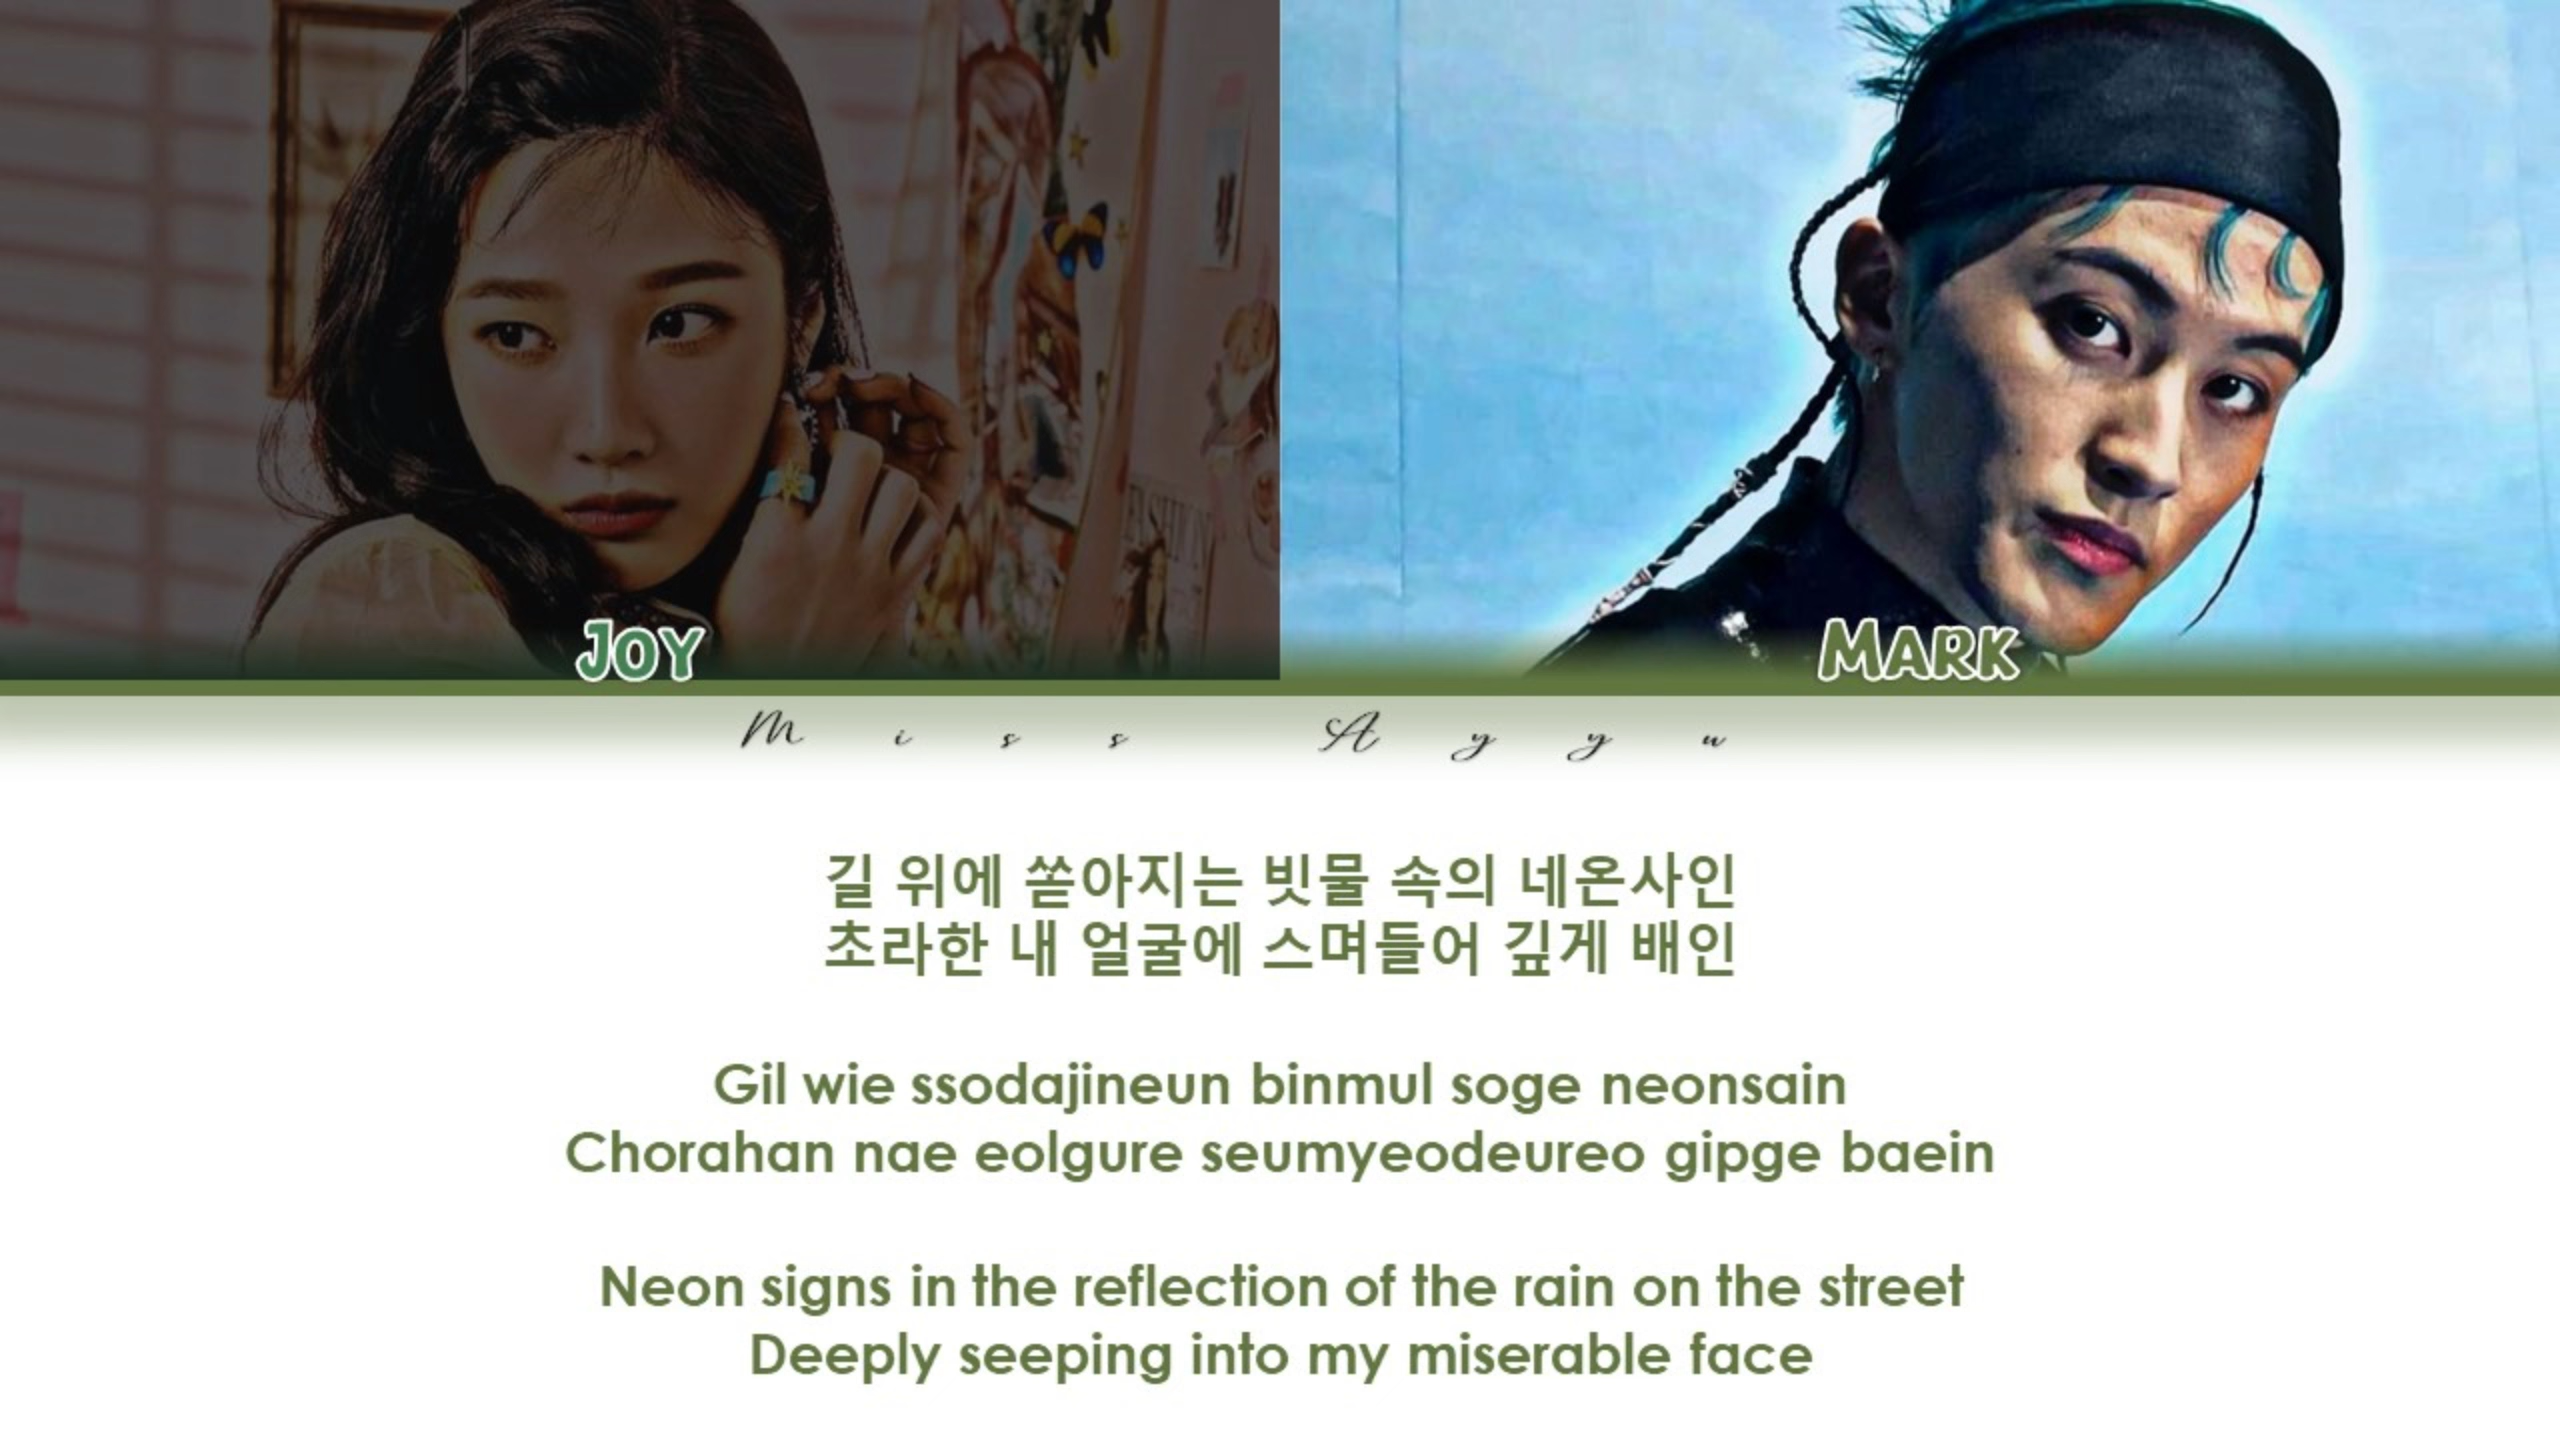 Joy
Mark
Miss Ayyu
길 위에 쏟아지는 빗물 속의 네온사인
초라한 내 얼굴에 스며들어 깊게 배인
Gil wie ssodajineun binmul soge neonsain
Chorahan nae eolgure seumyeodeureo gipge baein
Neon signs in the reflection of the rain on the street
Deeply seeping into my miserable face